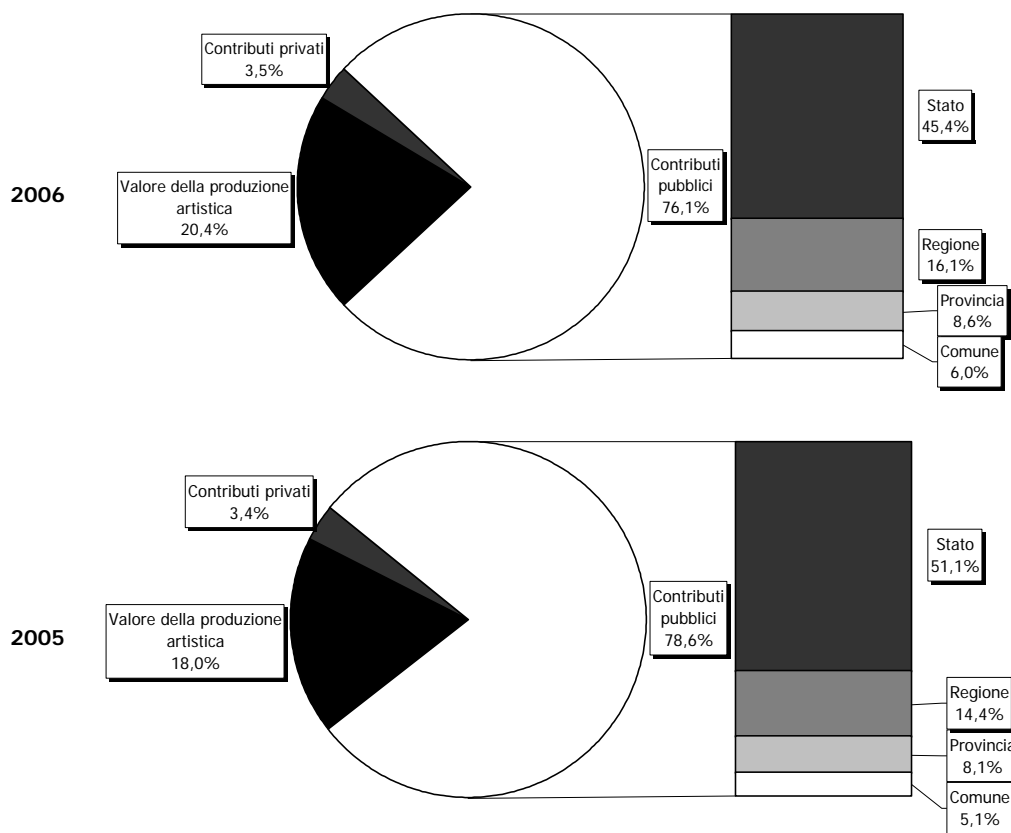 Contributi privati
3,5%
Stato
45,4%
2006
Valore della produzione
artistica
20,4%
Contributi
pubblici
76,1%
Regione
16,1%
Provincia
8,6%
Comune
6,0%
Contributi privati
3,4%
Stato
51,1%
2005
Valore della produzione
artistica
18,0%
Contributi
pubblici
78,6%
Regione
14,4%
Provincia
8,1%
Comune
5,1%